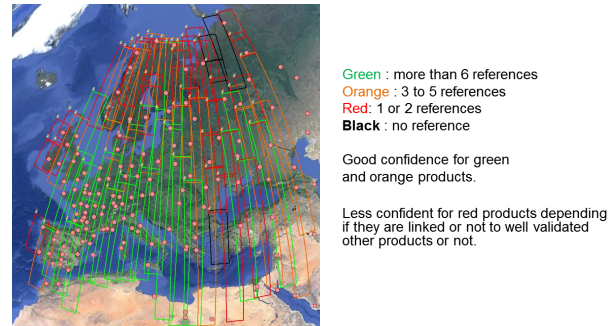 Green : more than 6 references
Orange : 3 to 5 references
Red: 1 or 2 references
Black : no reference
Good confidence for green
and orange products.
Less confident for red products depending
if they are linked or not to well validated
other products or not.